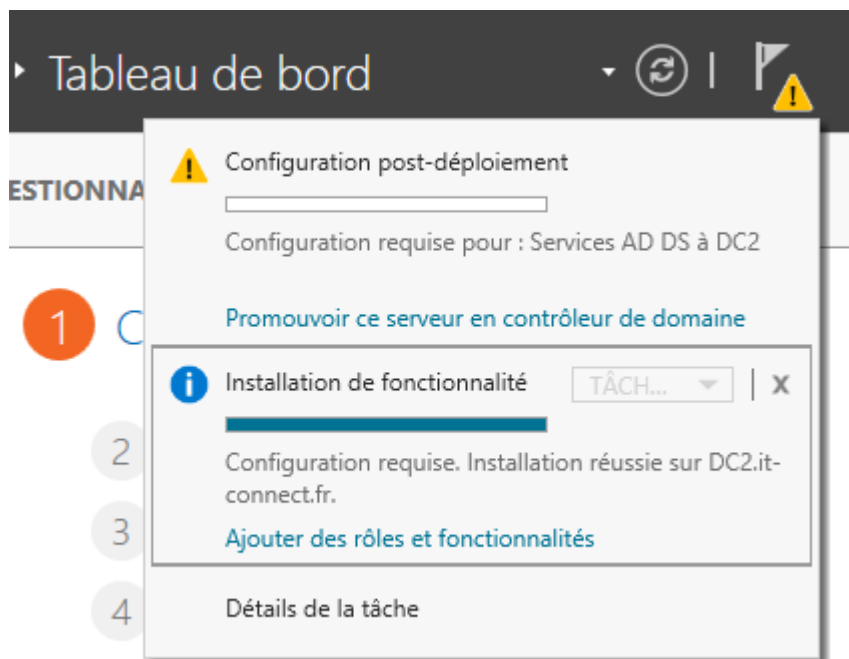 Tableau de bord
ESTIONNA
Configuration post-déploiement
Configuration requise pour : Services AD DS à DC2
Promouvoir ce serveur en contrôleur de domaine
1
Installation de fonctionnalité TÂCH... X
2
Configuration requise. Installation réussie sur DC2.it-
connect.fr.
3
Ajouter des rôles et fonctionnalités
4
Détails de la tâche